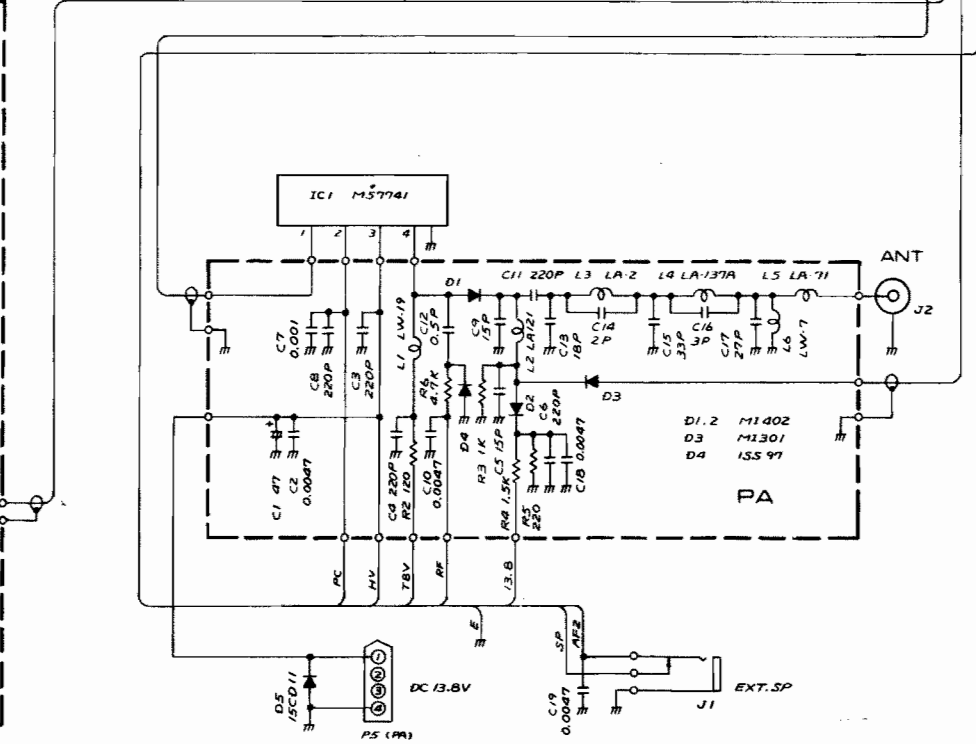 IC1 M57741
1 2 3 4
ANT
J2
C11 220P L3 LA-2 L4 LA-137A L5 LA-71
D1
C7 0.001
C8 220P
C3 220P
L1 LW-19
C12 0.5P
R6 4.7K
C9 15P
L2 LA121
C13 18P
C14 2P
C15 33P
C16 3P
C17 27P
L6 LW-7
D4
R3 1K
C5 15P
D2
C6 220P
D3
C18 0.0047
C1 47
+
C2 0.0047
C4 220P
R2 120
C10 0.0047
R4 1.5K
R5 220
D1.2 MI402
D3 MI301
D4 1SS97
PA
PC
HV
T8V
RF
13.8
E
SP
AF2
D5 15CD11
1
2
3
4
DC 13.8V
P5 (PA)
C19 0.0047
EXT.SP
J1